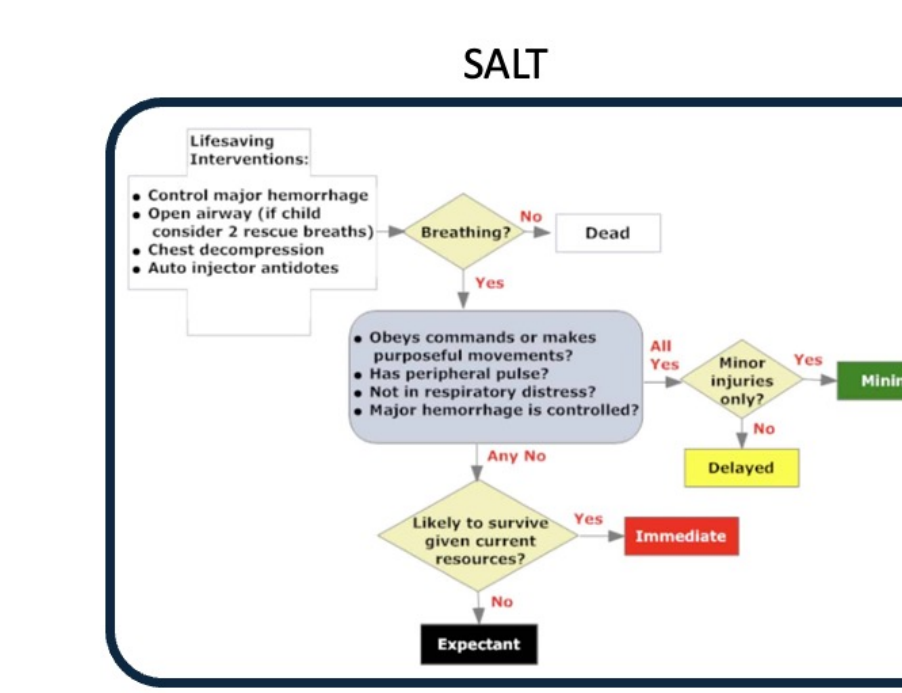 SALT
Lifesaving
Interventions:
• Control major hemorrhage
• Open airway (if child
consider 2 rescue breaths)
• Chest decompression
• Auto injector antidotes
Breathing?
No
Dead
Yes
• Obeys commands or makes
purposeful movements?
• Has peripheral pulse?
• Not in respiratory distress?
• Major hemorrhage is controlled?
All
Yes
Minor
injuries
only?
Yes
No
Delayed
Any No
Likely to survive
given current
resources?
Yes
Immediate
No
Expectant